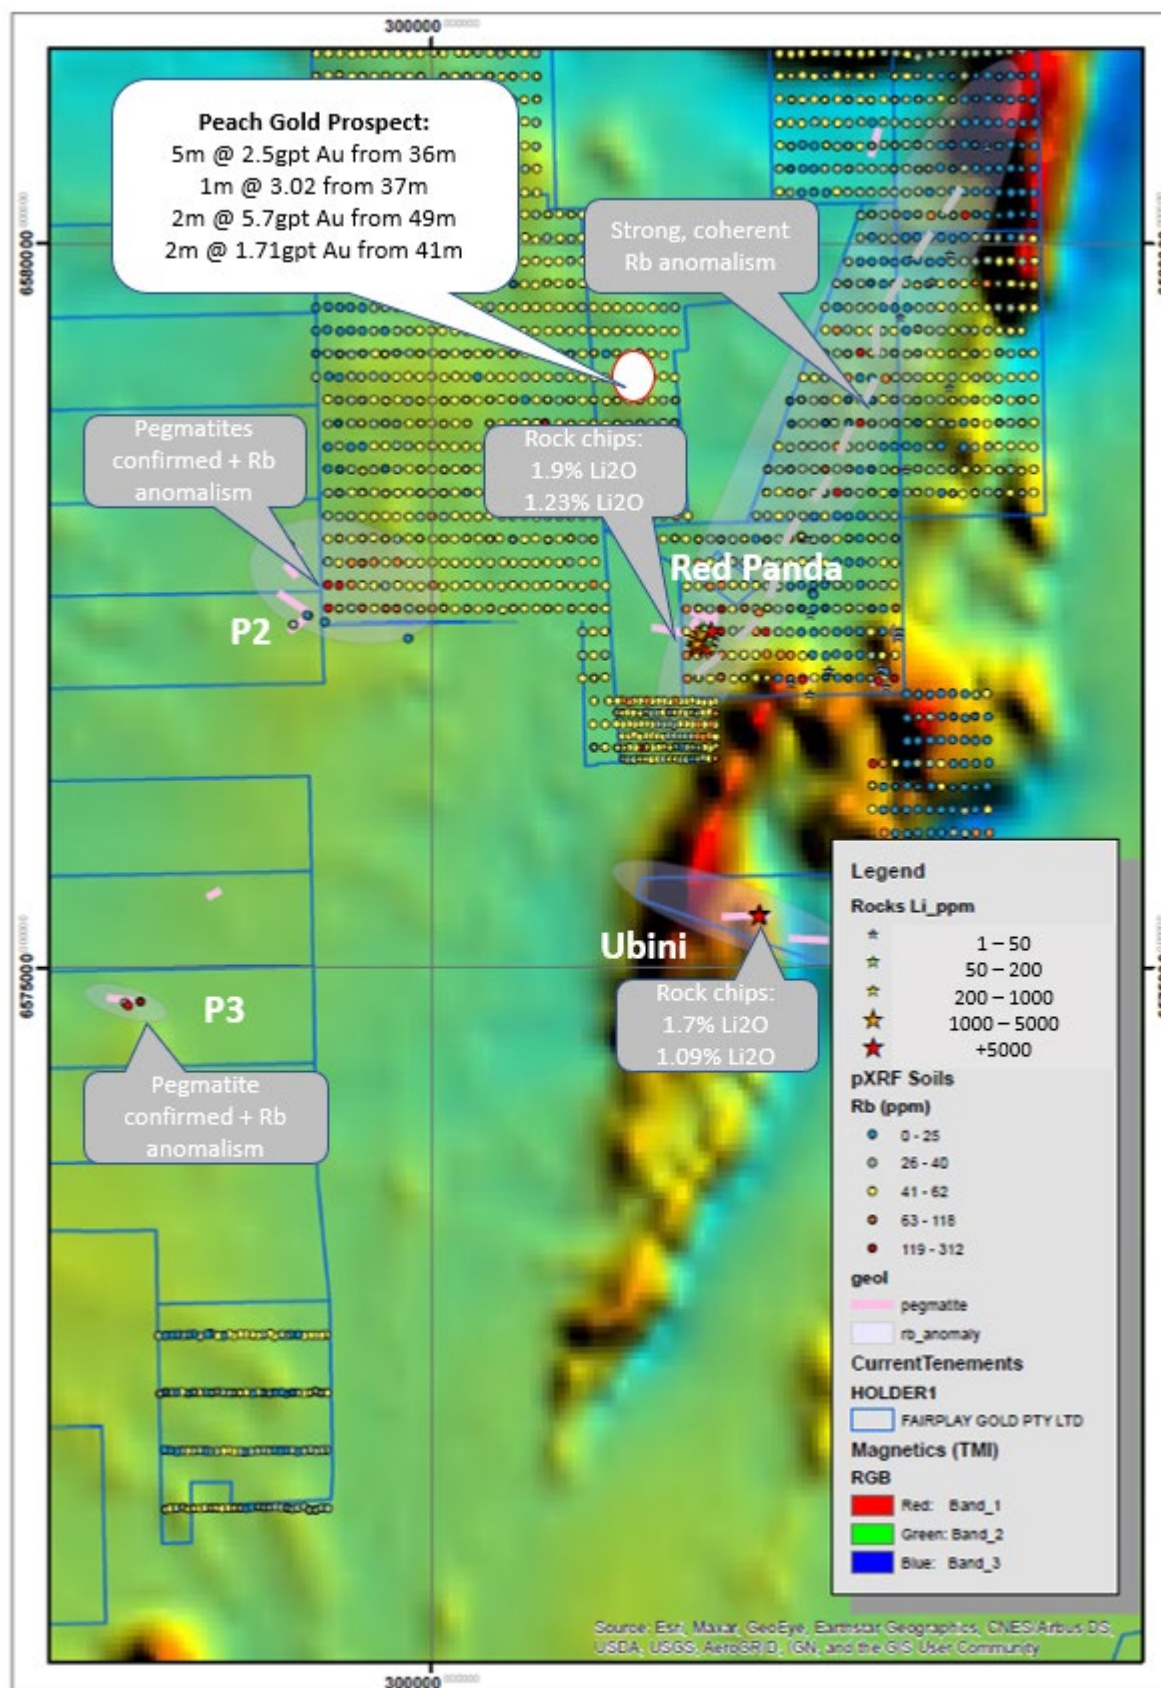 300000
Peach Gold Prospect:
5m @ 2.5gpt Au from 36m
1m @ 3.02 from 37m
2m @ 5.7gpt Au from 49m
2m @ 1.71gpt Au from 41m
Strong, coherent
Rb anomalism
6580000
Pegmatites
confirmed + Rb
anomalism
Rock chips:
1.9% Li2O
1.23% Li2O
Red Panda
P2
Ubini
Rock chips:
1.7% Li2O
1.09% Li2O
6575000
P3
Pegmatite
confirmed + Rb
anomalism
Legend
Rocks Li_ppm
1 – 50
50 – 200
200 – 1000
1000 – 5000
+5000
pXRF Soils
Rb (ppm)
0 - 25
26 - 40
41 - 62
63 - 118
119 - 312
geol
pegmatite
rb_anomaly
CurrentTenements
HOLDER1
FAIRPLAY GOLD PTY LTD
Magnetics (TMI)
RGB
Red: Band_1
Green: Band_2
Blue: Band_3
Source: Esri, Maxar, GeoEye, Earthstar Geographics, CNES/Airbus DS,
USDA, USGS, AeroGRID, IGN, and the GIS User Community
300000